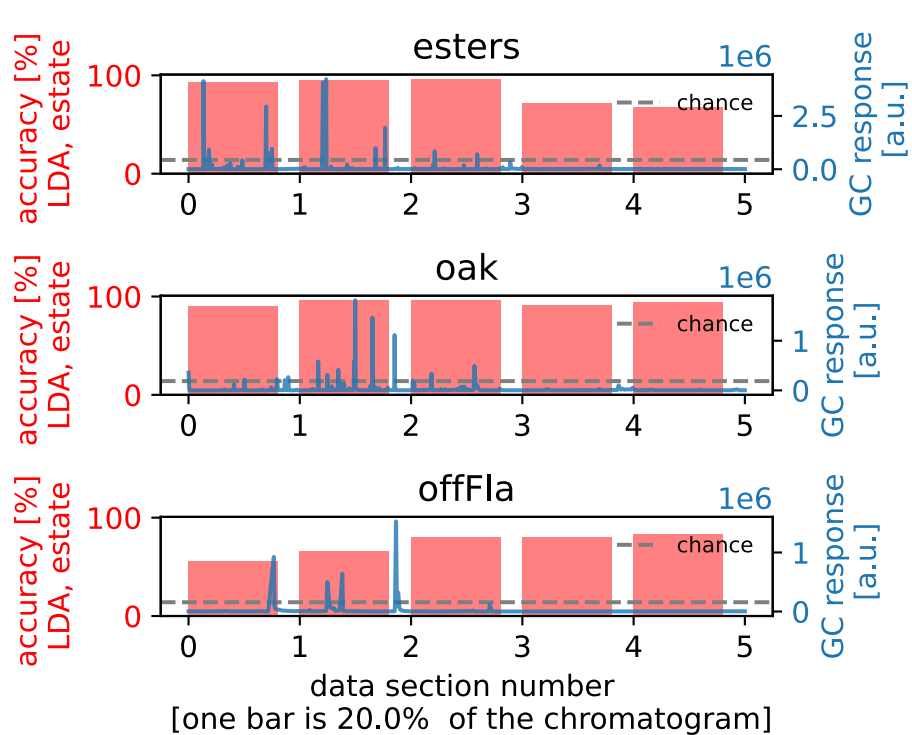 esters
1e6
accuracy [%]
LDA, estate
100
0
chance
2.5
0.0
GC response
[a.u.]
0 1 2 3 4 5
oak
1e6
accuracy [%]
LDA, estate
100
0
chance
1
0
GC response
[a.u.]
0 1 2 3 4 5
offFla
1e6
accuracy [%]
LDA, estate
100
0
chance
1
0
GC response
[a.u.]
0 1 2 3 4 5
data section number
[one bar is 20.0% of the chromatogram]